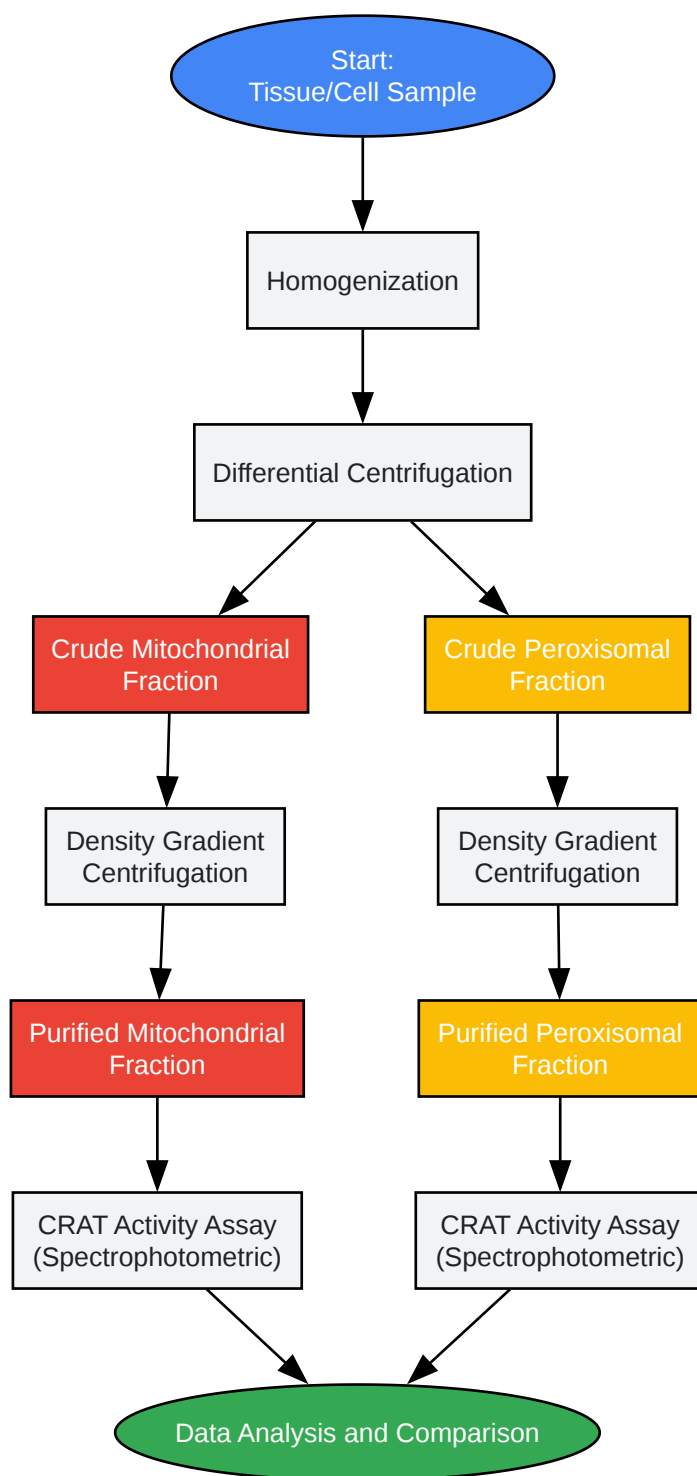 Start:
Tissue/Cell Sample
Homogenization
Differential Centrifugation
Crude Mitochondrial
Fraction
Crude Peroxisomal
Fraction
Density Gradient
Centrifugation
Density Gradient
Centrifugation
Purified Mitochondrial
Fraction
Purified Peroxisomal
Fraction
CRAT Activity Assay
(Spectrophotometric)
CRAT Activity Assay
(Spectrophotometric)
Data Analysis and Comparison